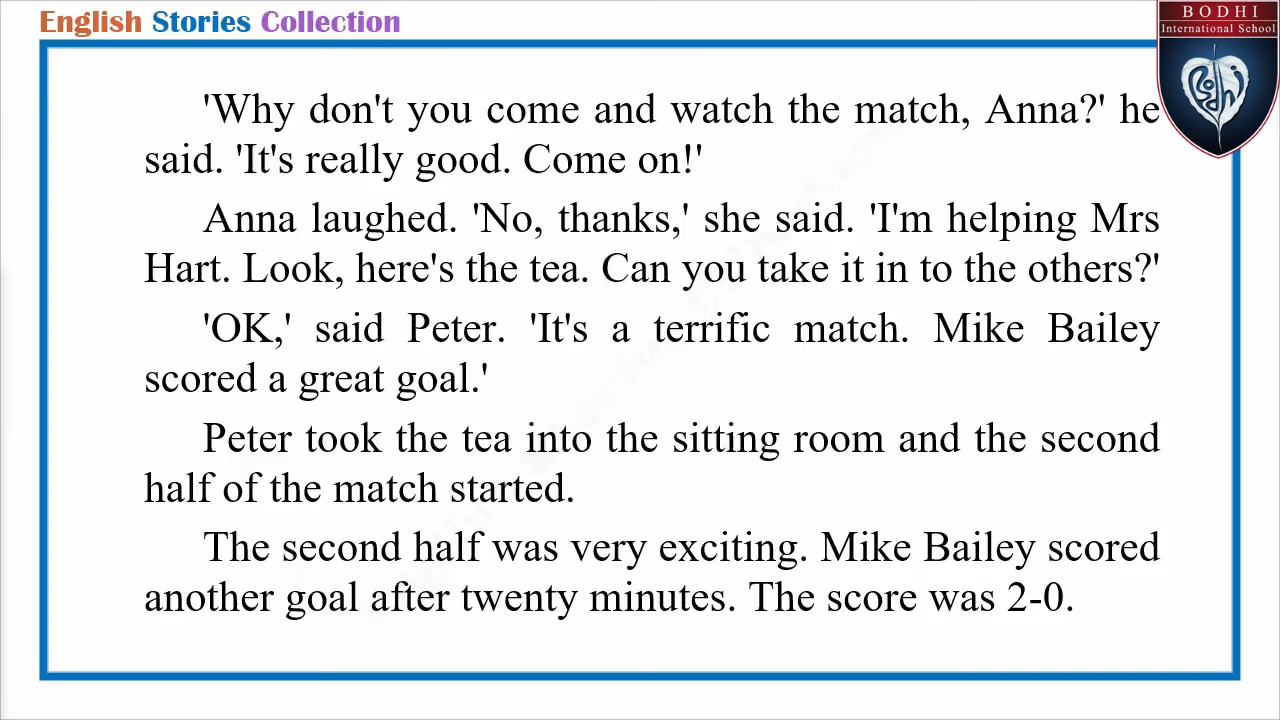 English Stories Collection
BODHI
International School
Bodhi
'Why don't you come and watch the match, Anna?' he
said. 'It's really good. Come on!'
Anna laughed. 'No, thanks,' she said. 'I'm helping Mrs
Hart. Look, here's the tea. Can you take it in to the others?'
'OK,' said Peter. 'It's a terrific match. Mike Bailey
scored a great goal.'
Peter took the tea into the sitting room and the second
half of the match started.
The second half was very exciting. Mike Bailey scored
another goal after twenty minutes. The score was 2-0.